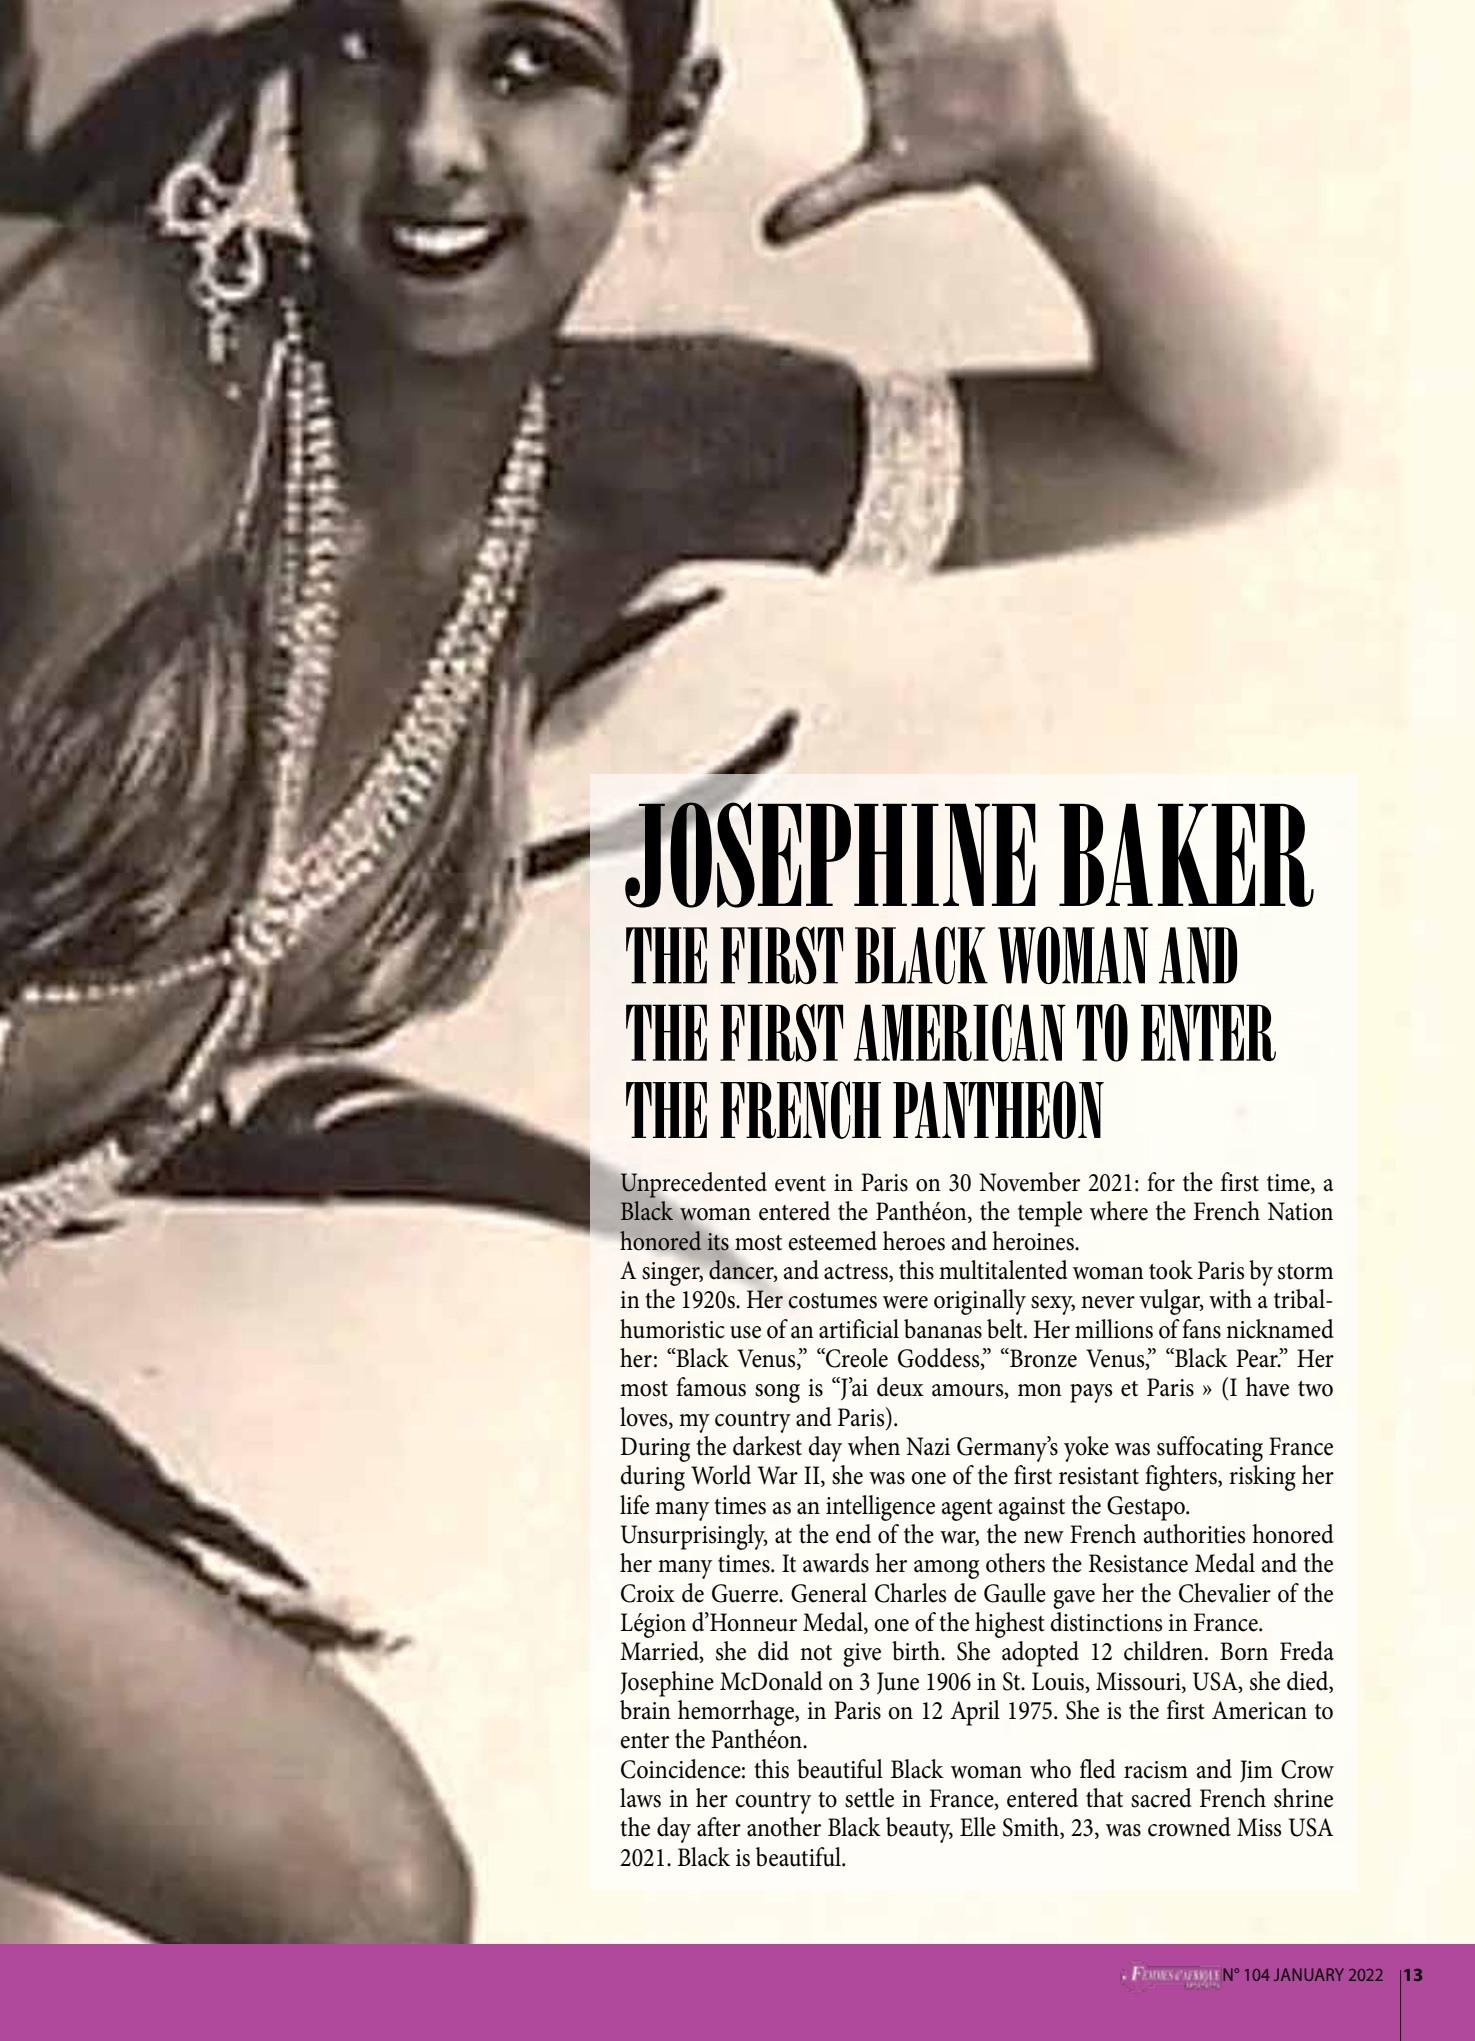 JOSEPHINE BAKER
THE FIRST BLACK WOMAN AND
THE FIRST AMERICAN TO ENTER
THE FRENCH PANTHEON
Unprecedented event in Paris on 30 November 2021: for the first time, a
Black woman entered the Panthéon, the temple where the French Nation
honored its most esteemed heroes and heroines.
A singer, dancer, and actress, this multitalented woman took Paris by storm
in the 1920s. Her costumes were originally sexy, never vulgar, with a tribal-
humoristic use of an artificial bananas belt. Her millions of fans nicknamed
her: “Black Venus,” “Creole Goddess,” “Bronze Venus,” “Black Pear.” Her
most famous song is “J’ai deux amours, mon pays et Paris » (I have two
loves, my country and Paris).
During the darkest day when Nazi Germany’s yoke was suffocating France
during World War II, she was one of the first resistant fighters, risking her
life many times as an intelligence agent against the Gestapo.
Unsurprisingly, at the end of the war, the new French authorities honored
her many times. It awards her among others the Resistance Medal and the
Croix de Guerre. General Charles de Gaulle gave her the Chevalier of the
Légion d’Honneur Medal, one of the highest distinctions in France.
Married, she did not give birth. She adopted 12 children. Born Freda
Josephine McDonald on 3 June 1906 in St. Louis, Missouri, USA, she died,
brain hemorrhage, in Paris on 12 April 1975. She is the first American to
enter the Panthéon.
Coincidence: this beautiful Black woman who fled racism and Jim Crow
laws in her country to settle in France, entered that sacred French shrine
the day after another Black beauty, Elle Smith, 23, was crowned Miss USA
2021. Black is beautiful.
FEMMES d'AFRIQUE N° 104 JANUARY 2022 13